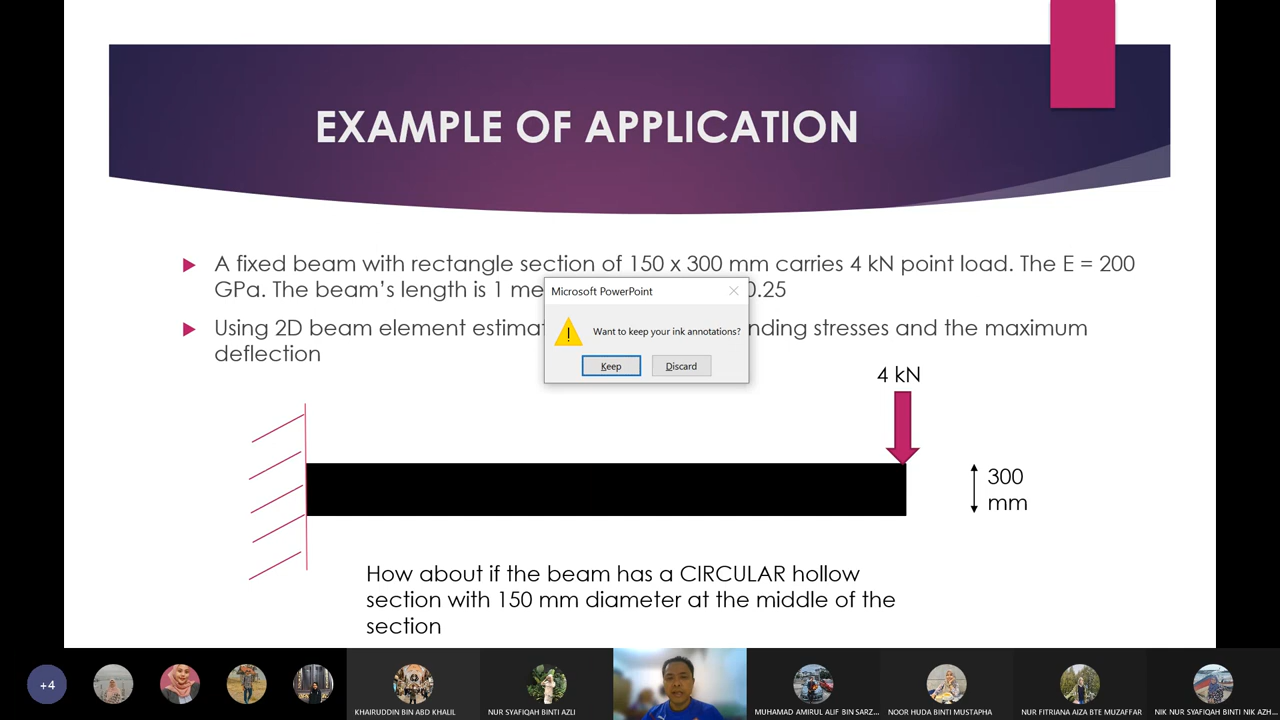 EXAMPLE OF APPLICATION
A fixed beam with rectangle section of 150 x 300 mm carries 4 kN point load. The E = 200
GPa. The beam's length is 1 me 0.25
Using 2D beam element estimat nding stresses and the maximum
deflection
Microsoft PowerPoint
Want to keep your ink annotations?
Keep Discard
4 kN
300
mm
How about if the beam has a CIRCULAR hollow
section with 150 mm diameter at the middle of the
section
+4
KHAIRUDDIN BIN ABD KHALIL
NUR SYAFIQAH BINTI AZLI
MUHAMAD AMIRUL ALIF BIN SARZ...
NOOR HUDA BINTI MUSTAPHA
NUR FITRIANA AIZA BTE MUZAFFAR
NIK NUR SYAFIQAH BINTI NIK AZH...